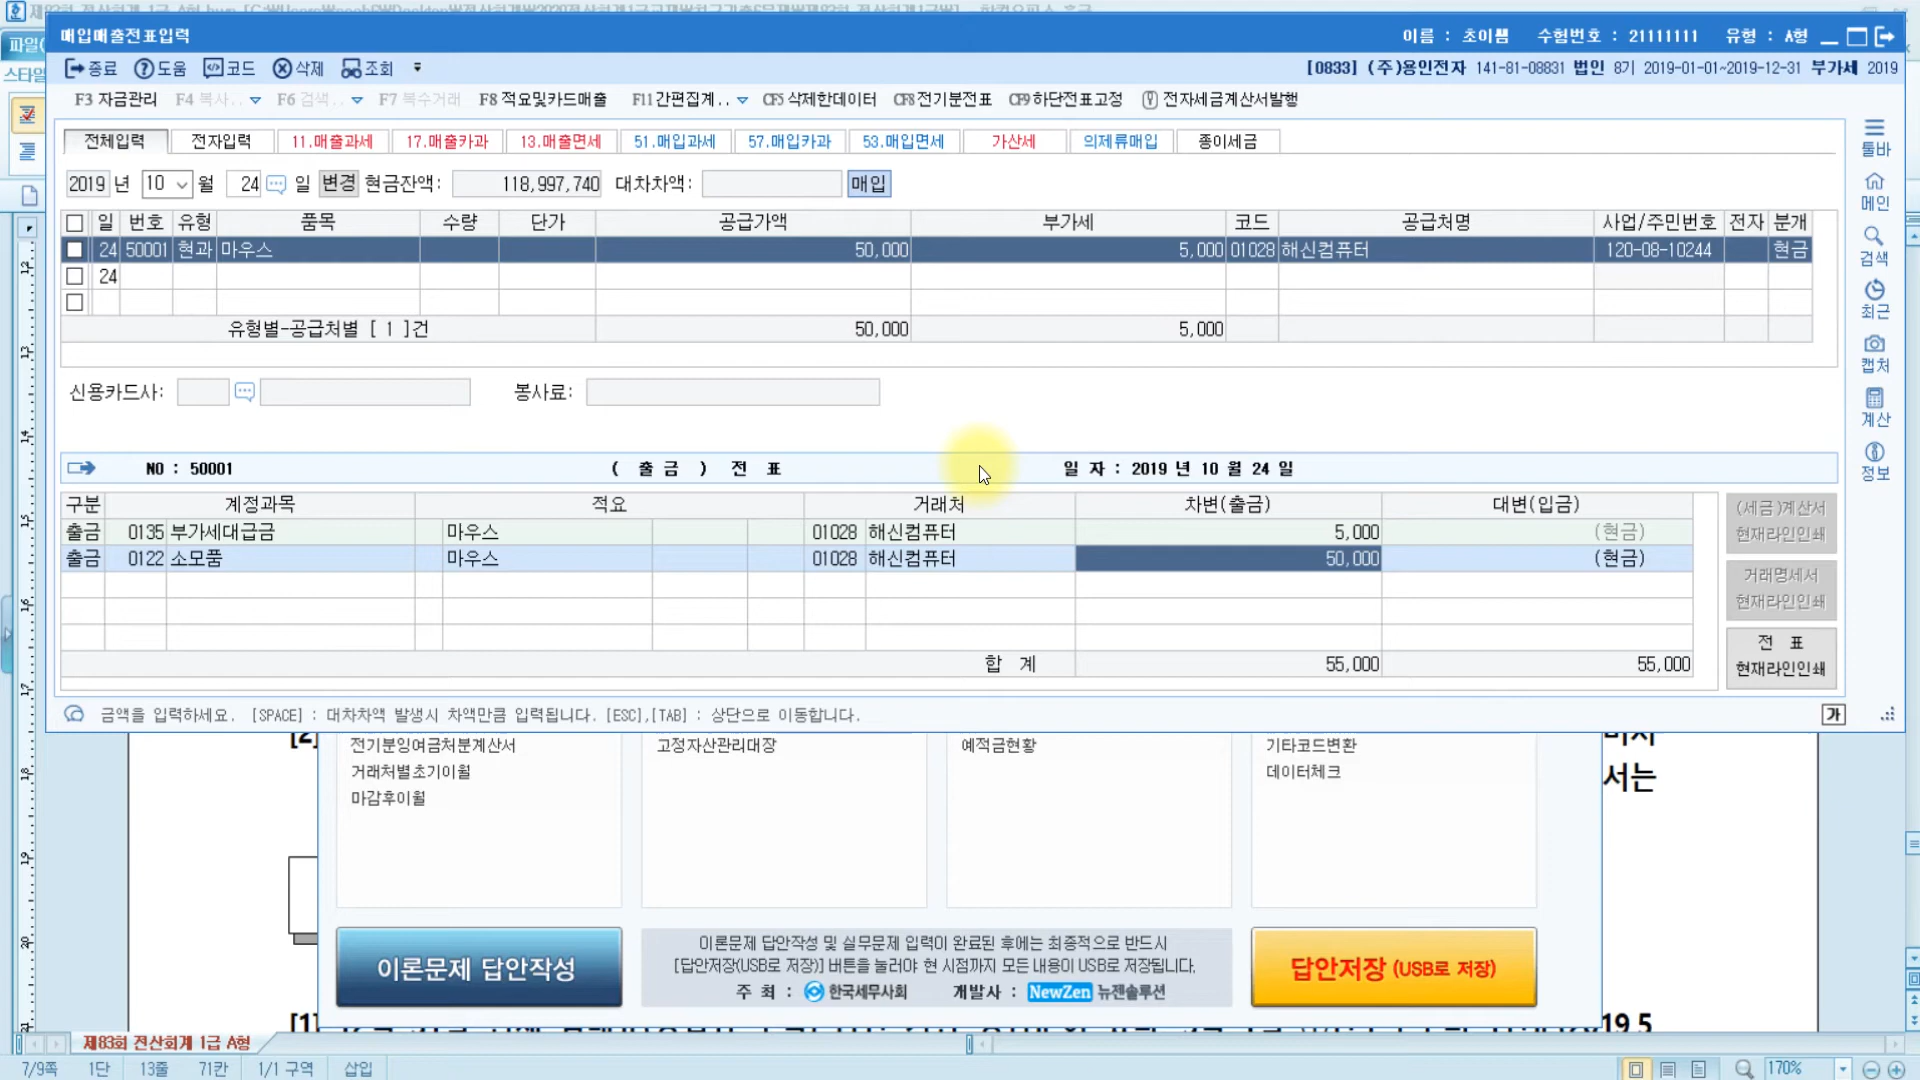 매입매출전표입력 이름 : 초이쌤 수험번호 : 21111111 유형 : A형
종료 도움 코드 삭제 조회 [0833] (주)용인전자 141-81-08831 법인 8기 2019-01-01~2019-12-31 부가세 2019
F3 자금관리 F4 복사.. F6 검색.. F7 복수거래 F8 적요및카드매출 F11간편집계.. CF5 삭제한데이터 CF8전기분전표 CF9하단전표고정 전자세금계산서발행
전체입력 전자입력 11.매출과세 17.매출카과 13.매출면세 51.매입과세 57.매입카과 53.매입면세 가산세 의제류매입 종이세금
2019 년 10 월 24 일 변경 현금잔액: 118,997,740 대차차액: 매입
일 번호 유형 품목 수량 단가 공급가액 부가세 코드 공급처명 사업/주민번호 전자 분개
24 50001 현과 마우스 50,000 5,000 01028 해신컴퓨터 120-08-10244 현금
24
유형별-공급처별 [ 1 ]건 50,000 5,000
신용카드사: 봉사료:
NO : 50001 ( 출 금 ) 전 표 일 자 : 2019 년 10 월 24 일
구분 계정과목 적요 거래처 차변(출금) 대변(입금)
출금 0135 부가세대급금 마우스 01028 해신컴퓨터 5,000 (현금)
출금 0122 소모품 마우스 01028 해신컴퓨터 50,000 (현금)
합 계 55,000 55,000
(세금)계산서
현재라인인쇄
거래명세서
현재라인인쇄
전 표
현재라인인쇄
금액을 입력하세요. [SPACE] : 대차차액 발생시 차액만큼 입력됩니다. [ESC],[TAB] : 상단으로 이동합니다. 가
툴바
메인
검색
최근
캡처
계산
정보
파일
스타일
[2]
전기분잉여금처분계산서 고정자산관리대장 예적금현황 기타코드변환
거래처별초기이월 데이터체크
마감후이월
서는
이론문제 답안작성
이론문제 답안작성 및 실무문제 입력이 완료된 후에는 최종적으로 반드시
[답안저장(USB로 저장)] 버튼을 눌러야 현 시점까지 모든 내용이 USB로 저장됩니다.
주 최 : 한국세무사회 개발사 : NewZen 뉴젠솔루션
답안저장 (USB로 저장)
[1]
제83회 전산회계 1급 A형
7/9쪽 1단 13줄 71칸 1/1 구역 삽입 170%